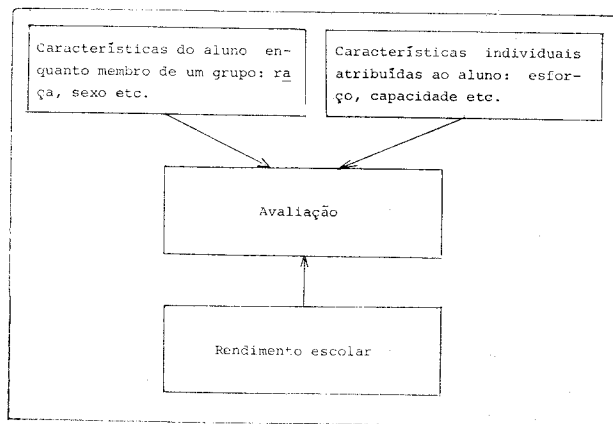 Características do aluno en-
quanto membro de um grupo: ra
ça, sexo etc.
Características individuais
atribuídas ao aluno: esfor-
ço, capacidade etc.
Avaliação
Rendimento escolar